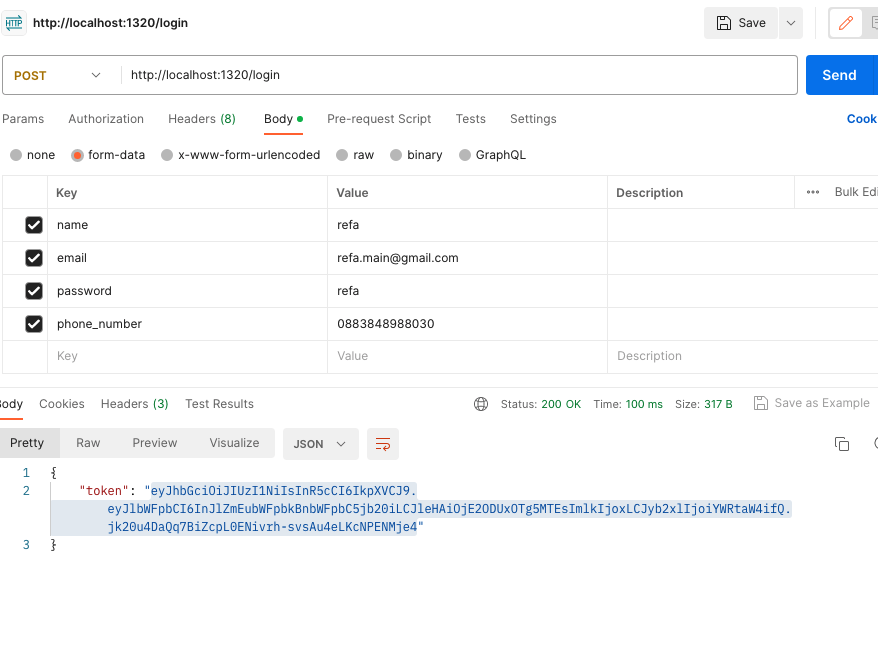 HTTP http://localhost:1320/login Save
POST http://localhost:1320/login Send
Params Authorization Headers (8) Body Pre-request Script Tests Settings Cook
none form-data x-www-form-urlencoded raw binary GraphQL
Key Value Description ••• Bulk Edi
name refa
email refa.main@gmail.com
password refa
phone_number 0883848988030
Key Value Description
Body Cookies Headers (3) Test Results Status: 200 OK Time: 100 ms Size: 317 B Save as Example
Pretty Raw Preview Visualize JSON
1 {
2 "token": "eyJhbGciOiJIUzI1NiIsInR5cCI6IkpXVCJ9.
eyJlbWFpbCI6InJlZmEubWFpbkBnbWFpbC5jb20iLCJleHAiOjE2ODUxOTg5MTEsImlkIjoxLCJyb2xlIjoiYWRtaW4ifQ.
jk20u4DaQq7BiZcpL0ENivrh-svsAu4eLKcNPENMje4"
3 }